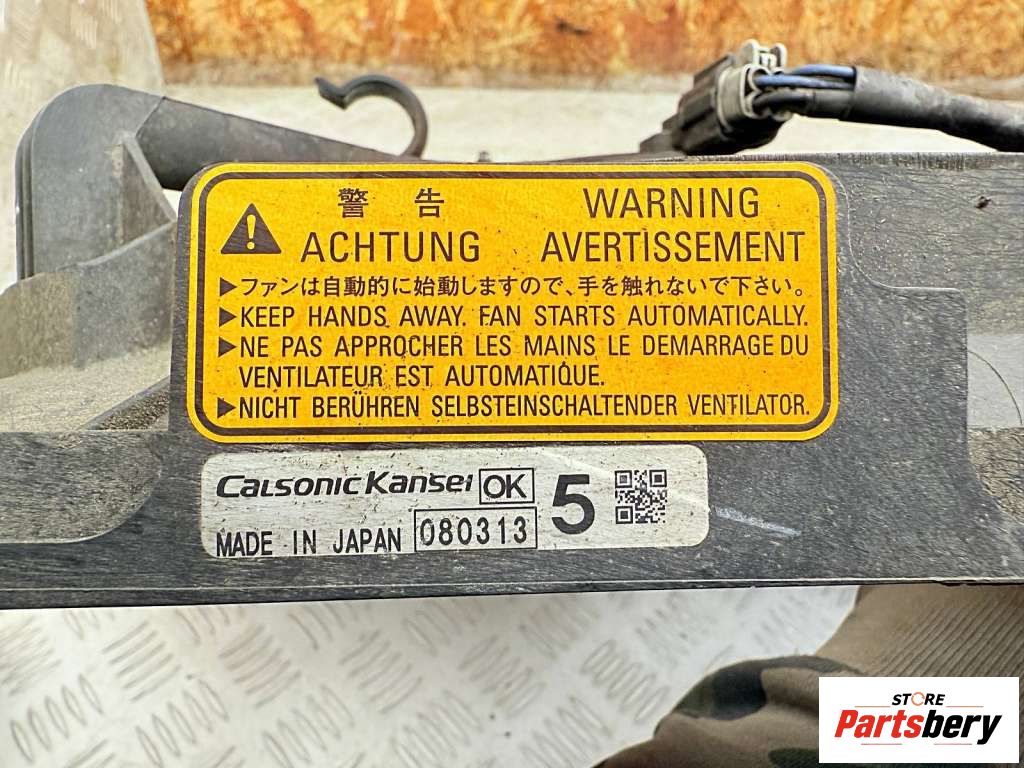 警告 WARNING
ACHTUNG AVERTISSEMENT
▶ファンは自動的に始動しますので、手を触れないで下さい。
▶KEEP HANDS AWAY. FAN STARTS AUTOMATICALLY.
▶NE PAS APPROCHER LES MAINS LE DEMARRAGE DU
VENTILATEUR EST AUTOMATIQUE.
▶NICHT BERÜHREN SELBSTEINSCHALTENDER VENTILATOR.
CALSONIC KANSEI OK 5
MADE IN JAPAN 080313
STORE
Partsbery